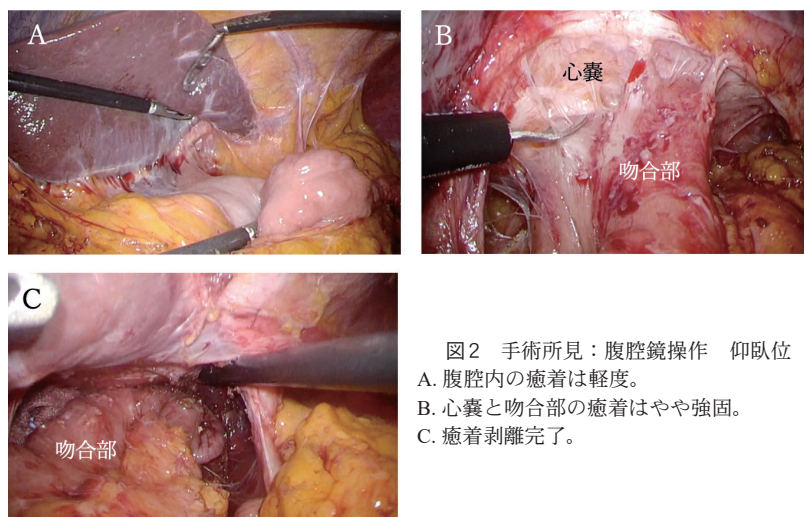 A
B
心嚢
吻合部
C
吻合部
図2 手術所見：腹腔鏡操作 仰臥位
A. 腹腔内の癒着は軽度。
B. 心嚢と吻合部の癒着はやや強固。
C. 癒着剥離完了。